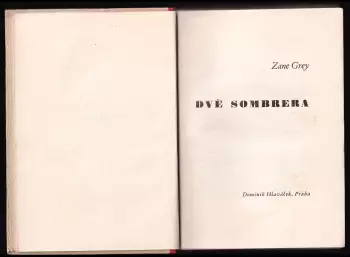 Zane Grey
DVĚ SOMBRERA
Dominik Hlaváček, Praha